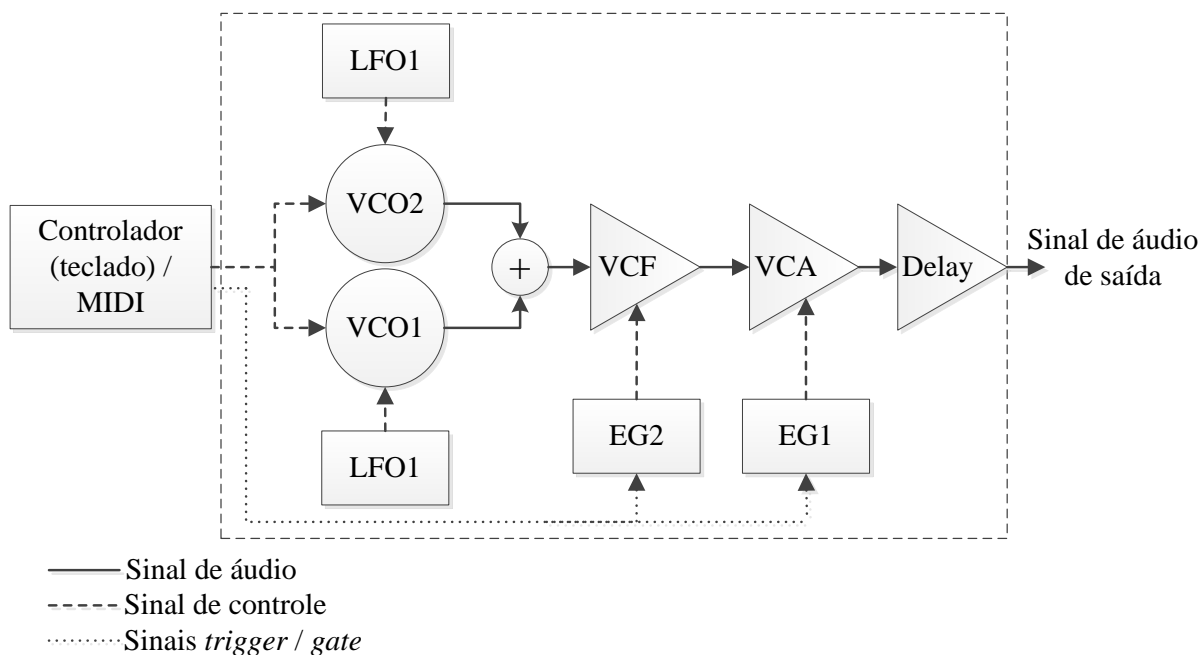 LFO1
VCO2
Controlador
(teclado) /
MIDI
+
VCF
VCA
Delay
Sinal de áudio
de saída
VCO1
EG2
EG1
LFO1
Sinal de áudio
Sinal de controle
Sinais trigger / gate